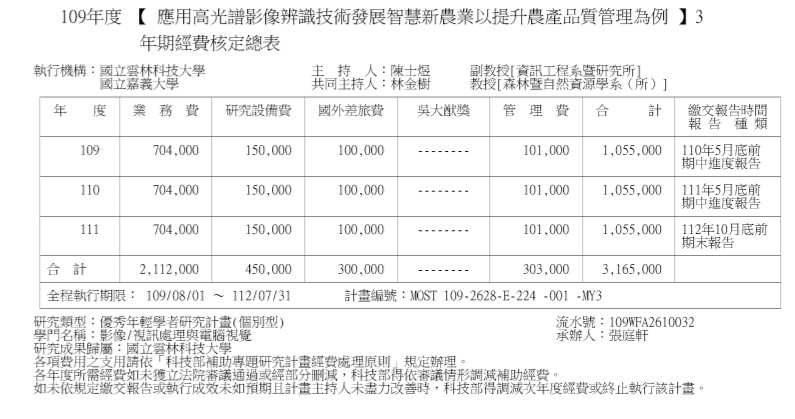 109年度 【 應用高光譜影像辨識技術發展智慧新農業以提升農產品質管理為例 】3
年期經費核定總表
執行機構：國立雲林科技大學 主 持 人：陳士煜 副教授[資訊工程系暨研究所]
國立嘉義大學 共同主持人：林金樹 教授[森林暨自然資源學系（所）]
年 度 業 務 費 研究設備費 國外差旅費 吳大猷獎 管 理 費 合 計 繳交報告時間
報 告 種 類
109 704,000 150,000 100,000 -------- 101,000 1,055,000 110年5月底前
期中進度報告
110 704,000 150,000 100,000 -------- 101,000 1,055,000 111年5月底前
期中進度報告
111 704,000 150,000 100,000 -------- 101,000 1,055,000 112年10月底前
期末報告
合 計 2,112,000 450,000 300,000 -------- 303,000 3,165,000
全程執行期限： 109/08/01 ～ 112/07/31 計畫編號：MOST 109-2628-E-224 -001 -MY3
研究類型：優秀年輕學者研究計畫(個別型) 流水號：109WFA2610032
學門名稱：影像/視訊處理與電腦視覺 承辦人：張庭軒
研究成果歸屬：國立雲林科技大學
各項費用之支用請依「科技部補助專題研究計畫經費處理原則」規定辦理。
各年度所需經費如未獲立法院審議通過或經部分刪減，科技部得依審議情形調減補助經費。
如未依規定繳交報告或執行成效未如預期且計畫主持人未盡力改善時，科技部得調減次年度經費或終止執行該計畫。